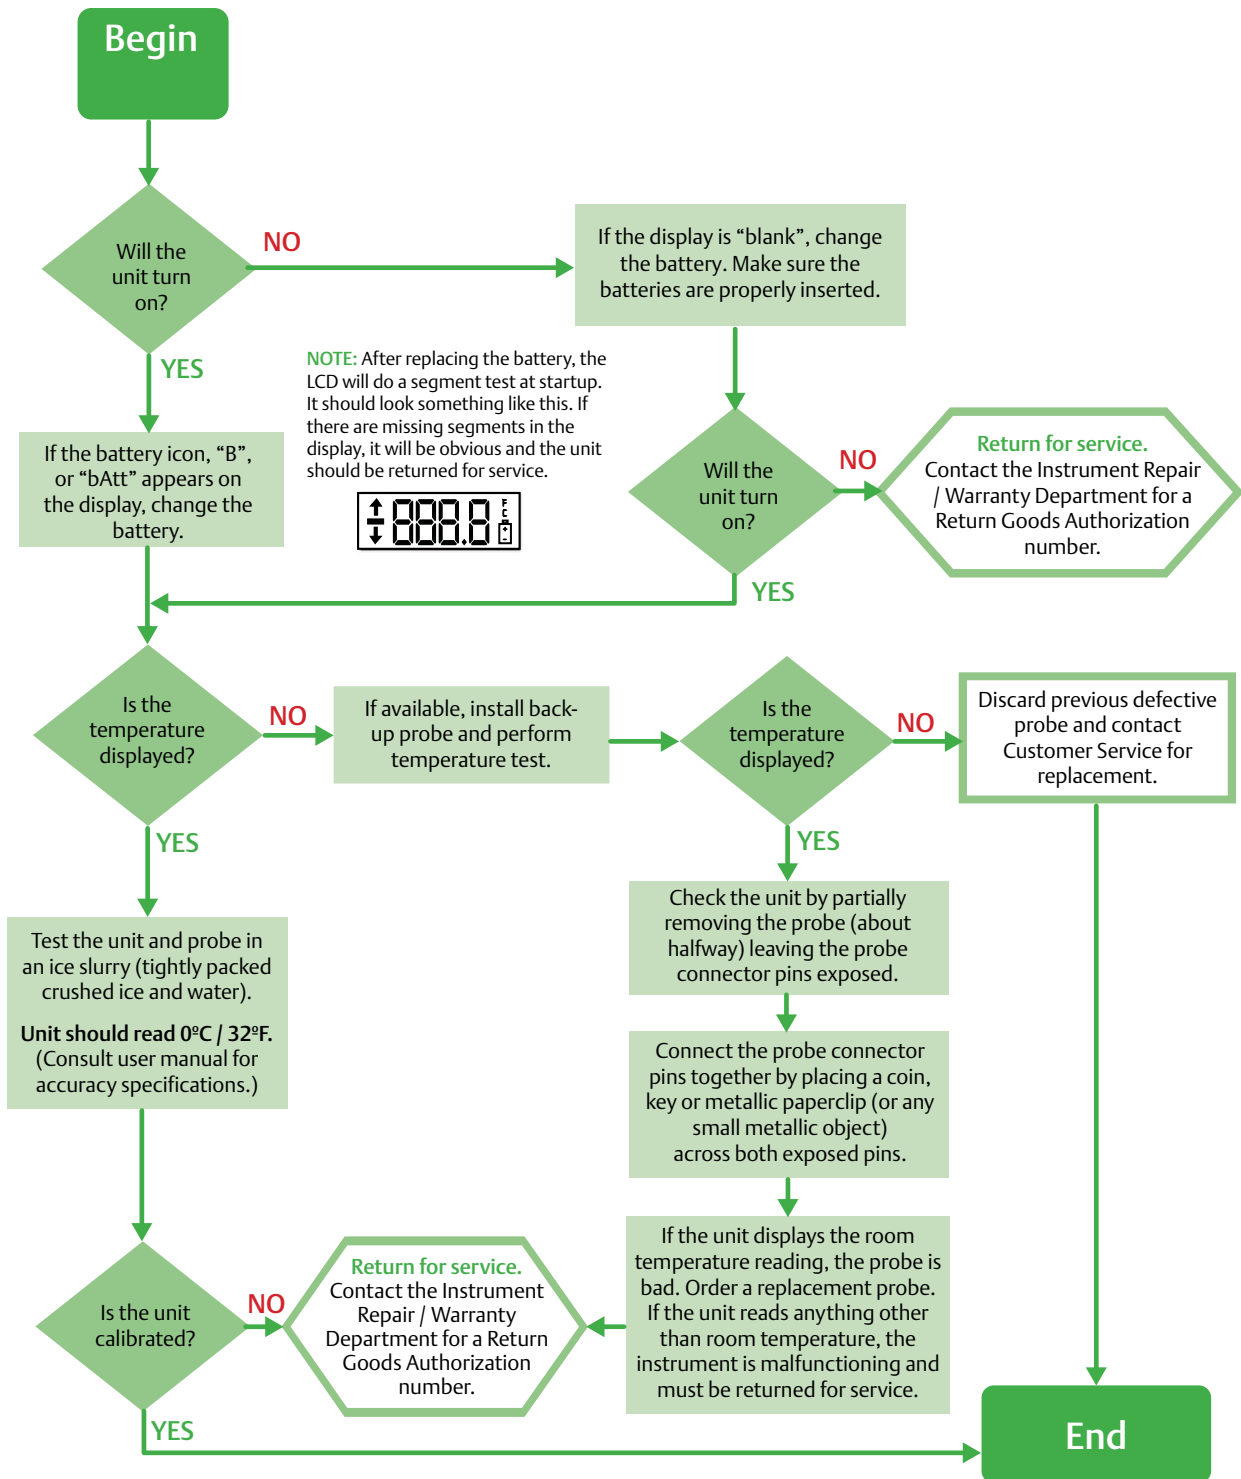 Begin
Will the
unit turn
on?
NO
If the display is “blank”, change
the battery. Make sure the
batteries are properly inserted.
YES
NOTE: After replacing the battery, the
LCD will do a segment test at startup.
It should look something like this. If
there are missing segments in the
display, it will be obvious and the unit
should be returned for service.
888.8
F
C
If the battery icon, “B”,
or “bAtt” appears on
the display, change the
battery.
Will the
unit turn
on?
NO
Return for service.
Contact the Instrument Repair
/ Warranty Department for a
Return Goods Authorization
number.
YES
Is the
temperature
displayed?
NO
If available, install back-
up probe and perform
temperature test.
Is the
temperature
displayed?
NO
Discard previous defective
probe and contact
Customer Service for
replacement.
YES
YES
Test the unit and probe in
an ice slurry (tightly packed
crushed ice and water).
Unit should read 0ºC / 32ºF.
(Consult user manual for
accuracy specifications.)
Check the unit by partially
removing the probe (about
halfway) leaving the probe
connector pins exposed.
Connect the probe connector
pins together by placing a coin,
key or metallic paperclip (or any
small metallic object)
across both exposed pins.
If the unit displays the room
temperature reading, the probe is
bad. Order a replacement probe.
If the unit reads anything other
than room temperature, the
instrument is malfunctioning and
must be returned for service.
Is the unit
calibrated?
NO
Return for service.
Contact the Instrument
Repair / Warranty
Department for a Return
Goods Authorization
number.
YES
End